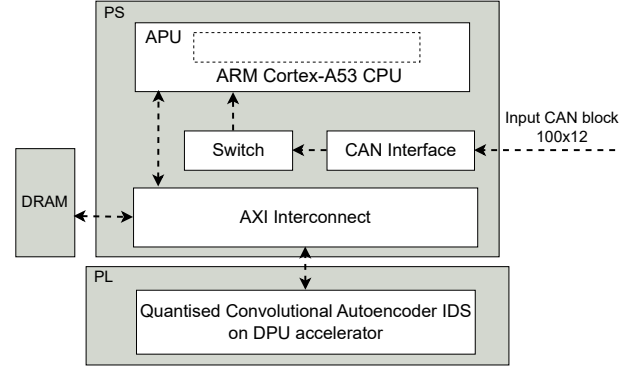 PS
APU
ARM Cortex-A53 CPU
Input CAN block
100x12
Switch
CAN Interface
DRAM
AXI Interconnect
PL
Quantised Convolutional Autoencoder IDS
on DPU accelerator